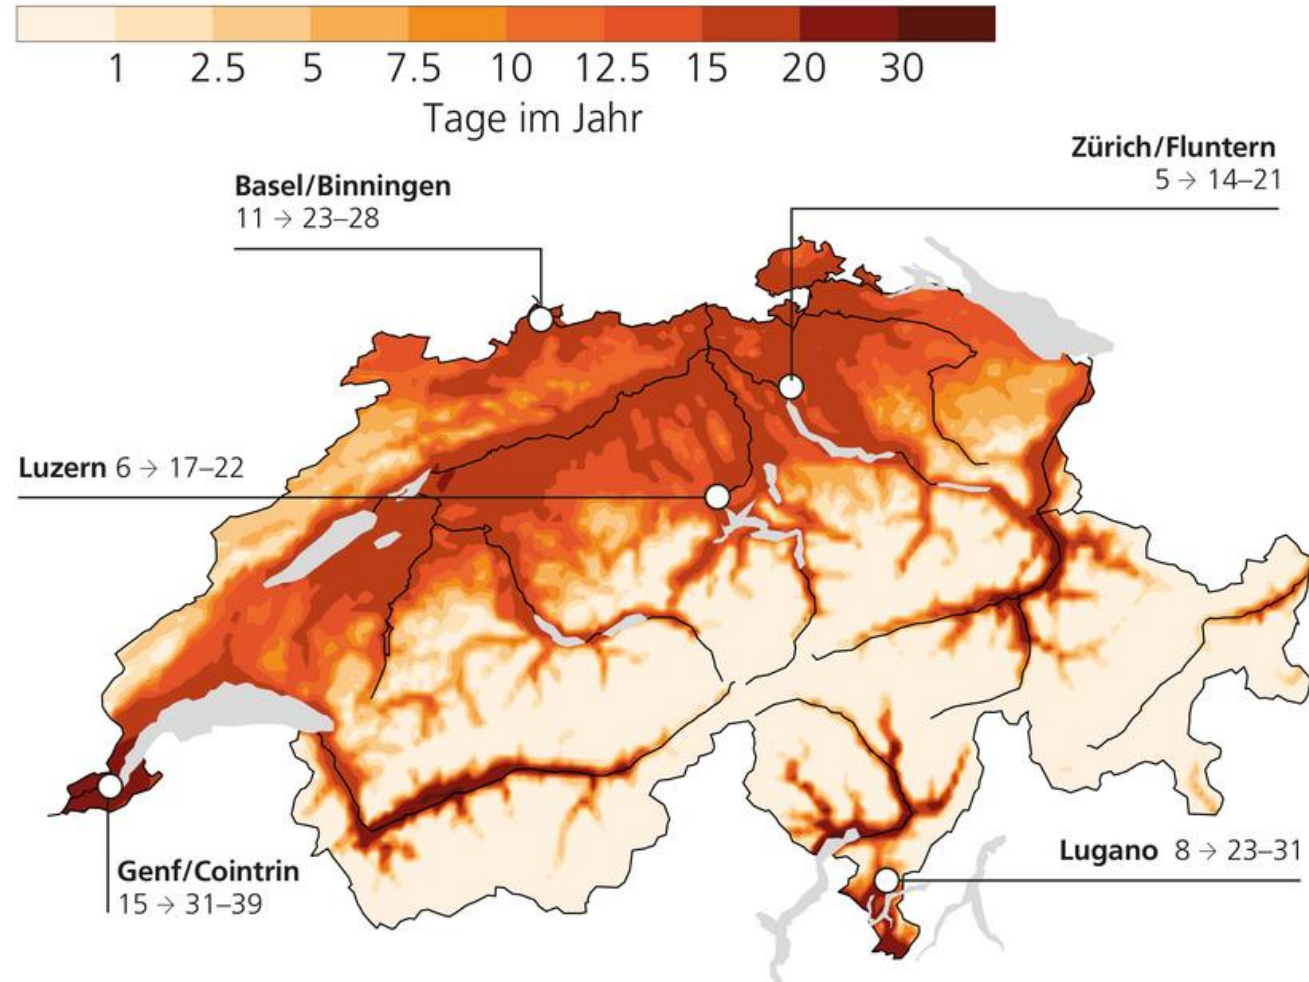 1 2.5 5 7.5 10 12.5 15 20 30
Tage im Jahr
Zürich/Fluntern
5 → 14–21
Basel/Binningen
11 → 23–28
Luzern 6 → 17–22
Lugano 8 → 23–31
Genf/Cointrin
15 → 31–39